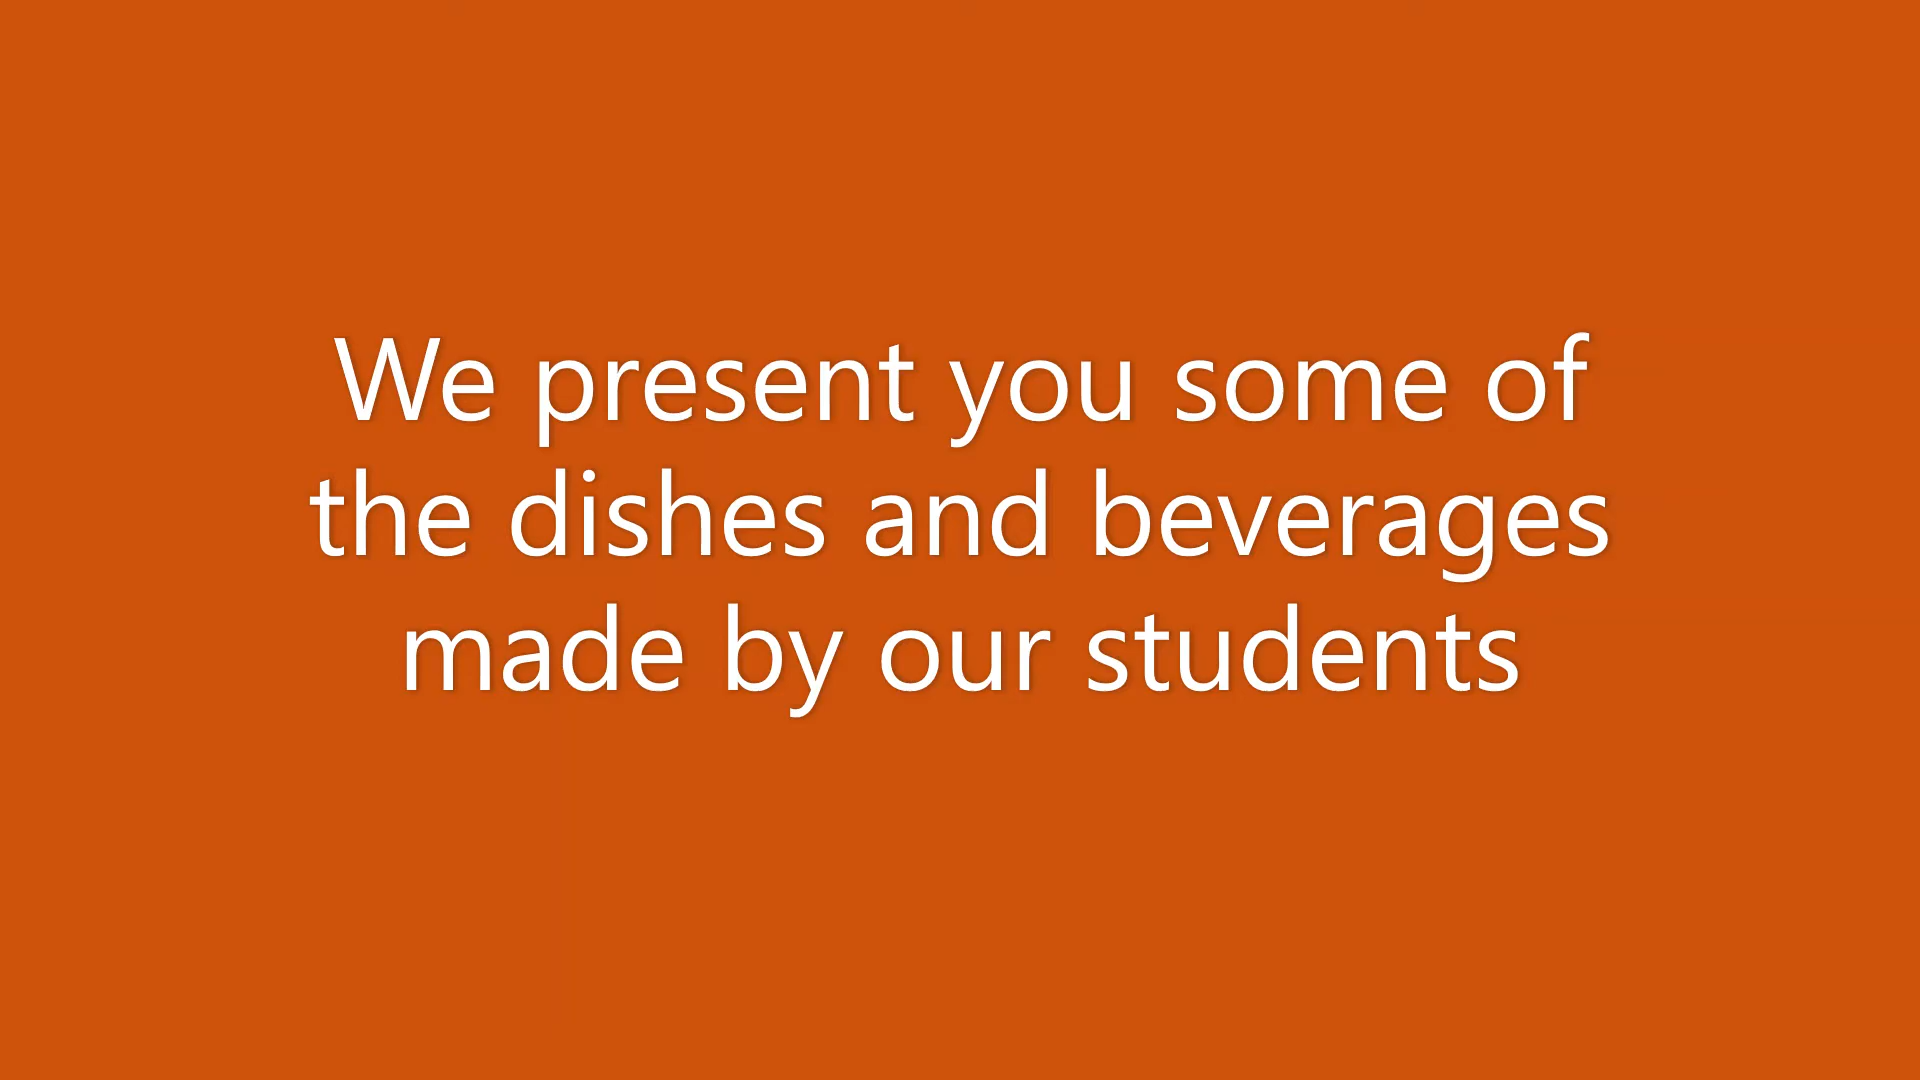 We present you some of
the dishes and beverages
made by our students